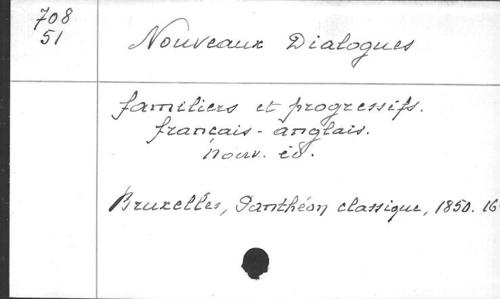 708
51
Nouveaux Dialogues
familiers et progressifs.
français - anglais.
nouv. éd.
Bruxelles, Panthéon classique, 1850. 16